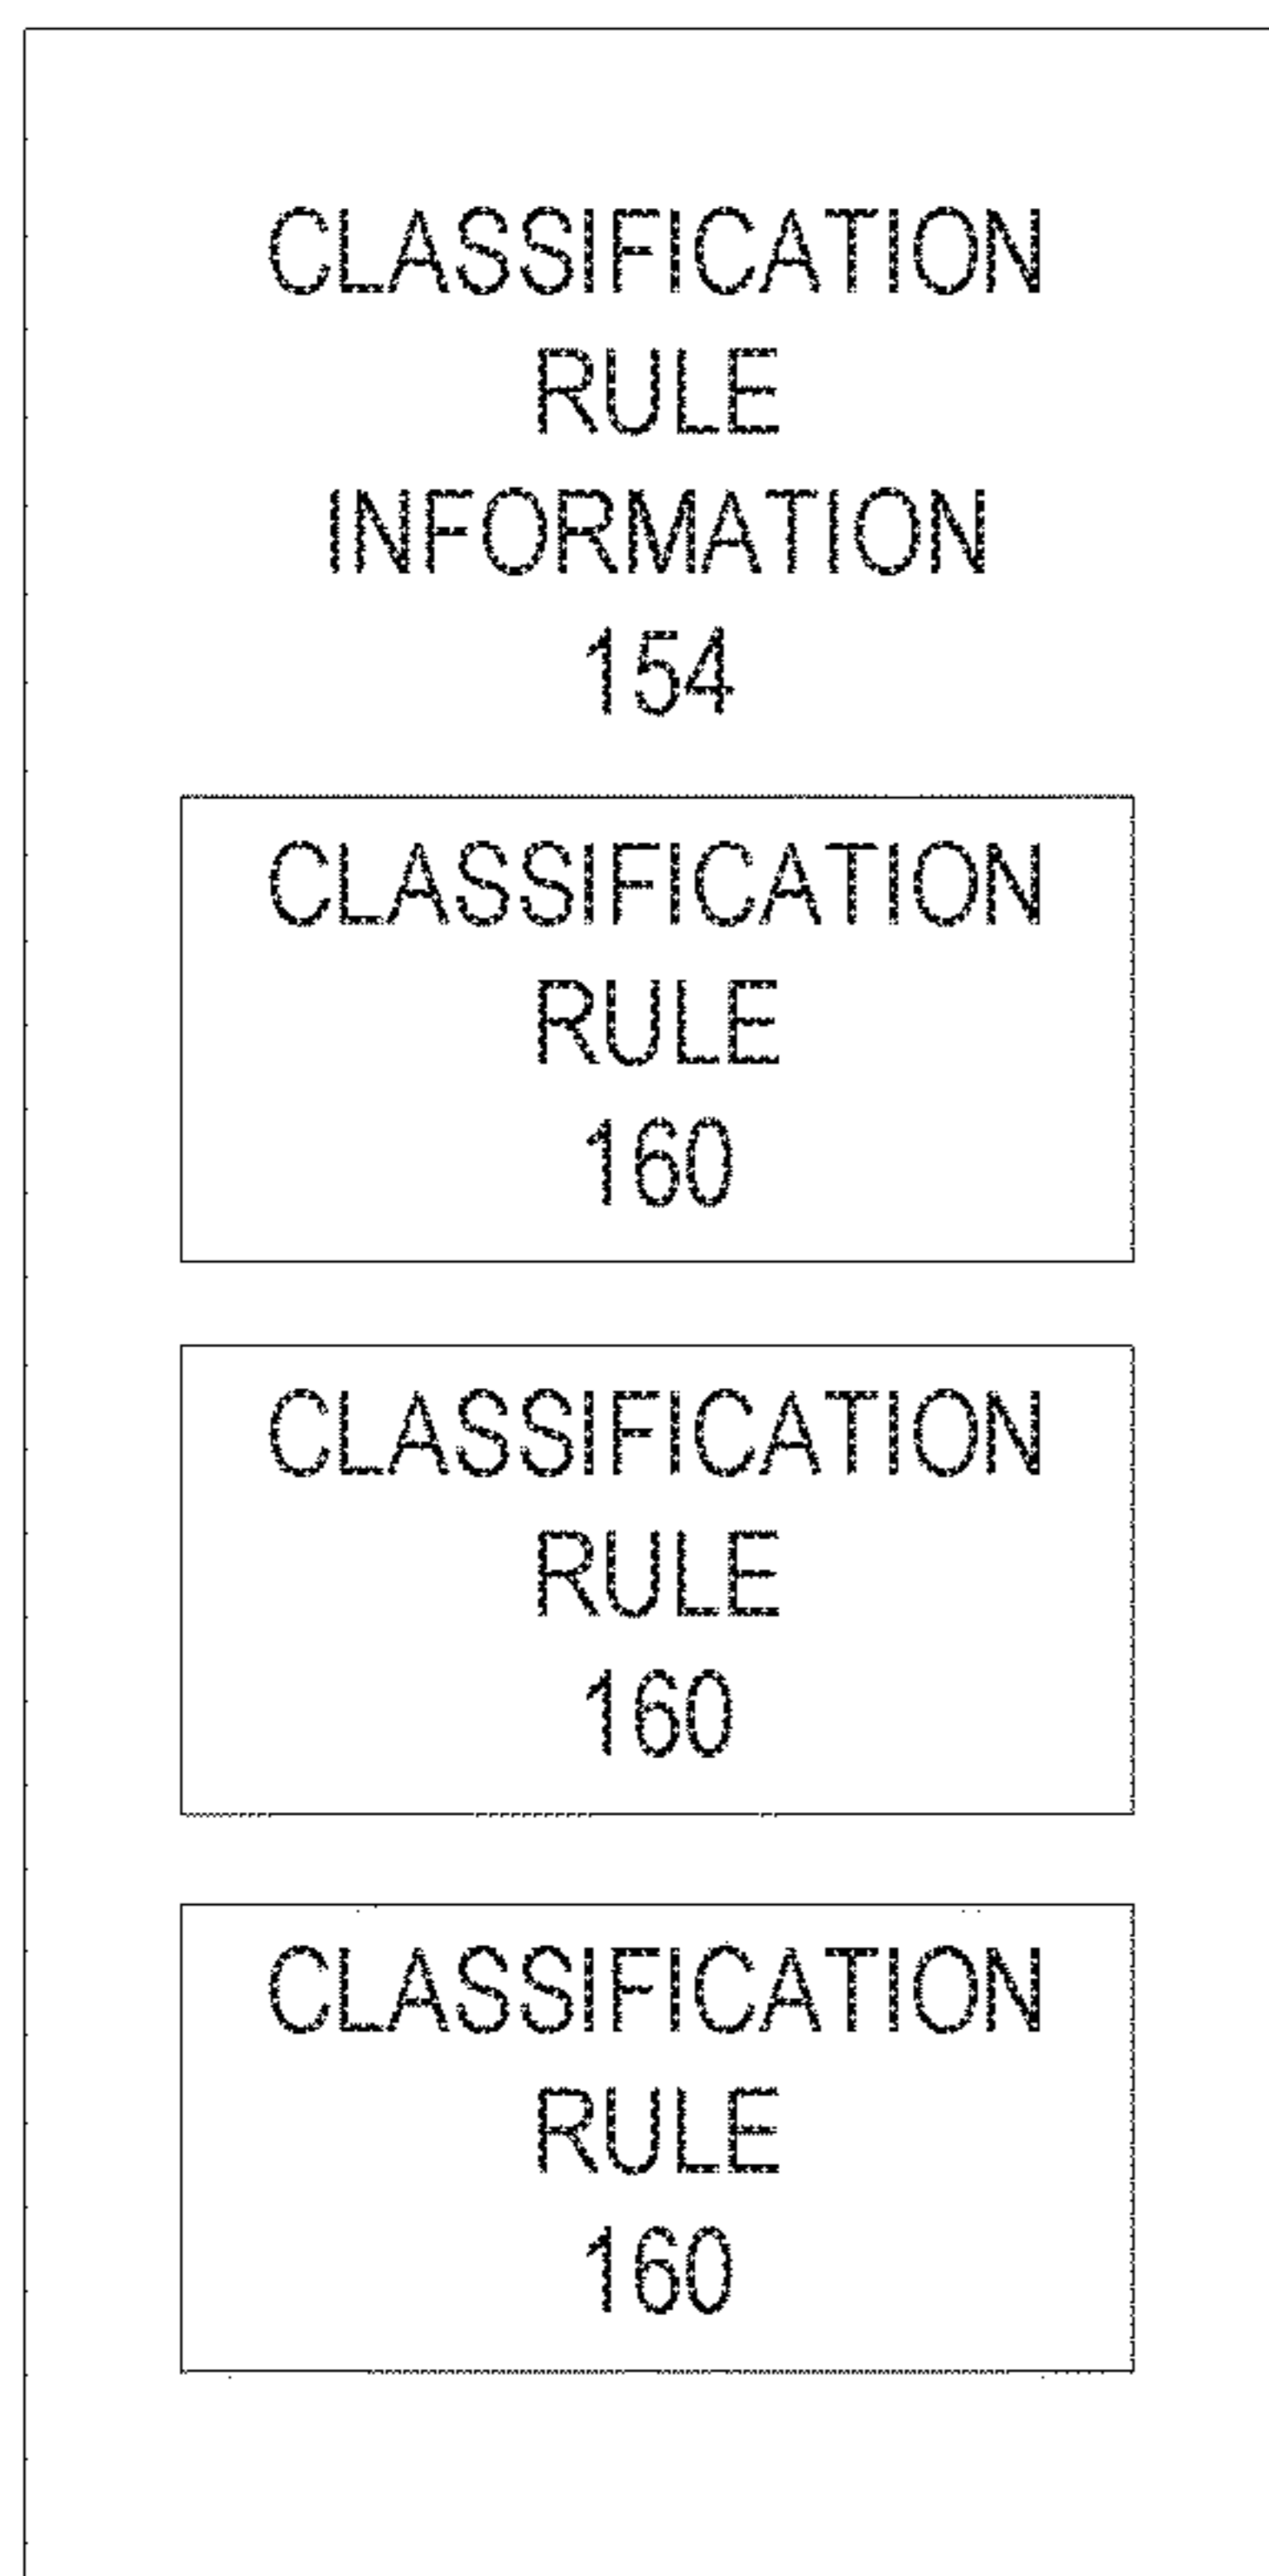 CLASSIFICATION
RULE
INFORMATION
154
CLASSIFICATION
RULE
160
CLASSIFICATION
RULE
160
CLASSIFICATION
RULE
160